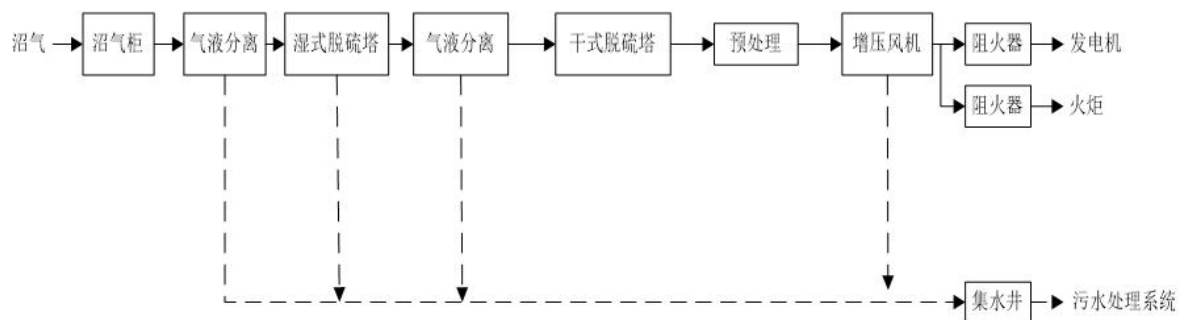 沼气
沼气柜
气液分离
湿式脱硫塔
气液分离
干式脱硫塔
预处理
增压风机
阻火器
发电机
阻火器
火炬
集水井
污水处理系统